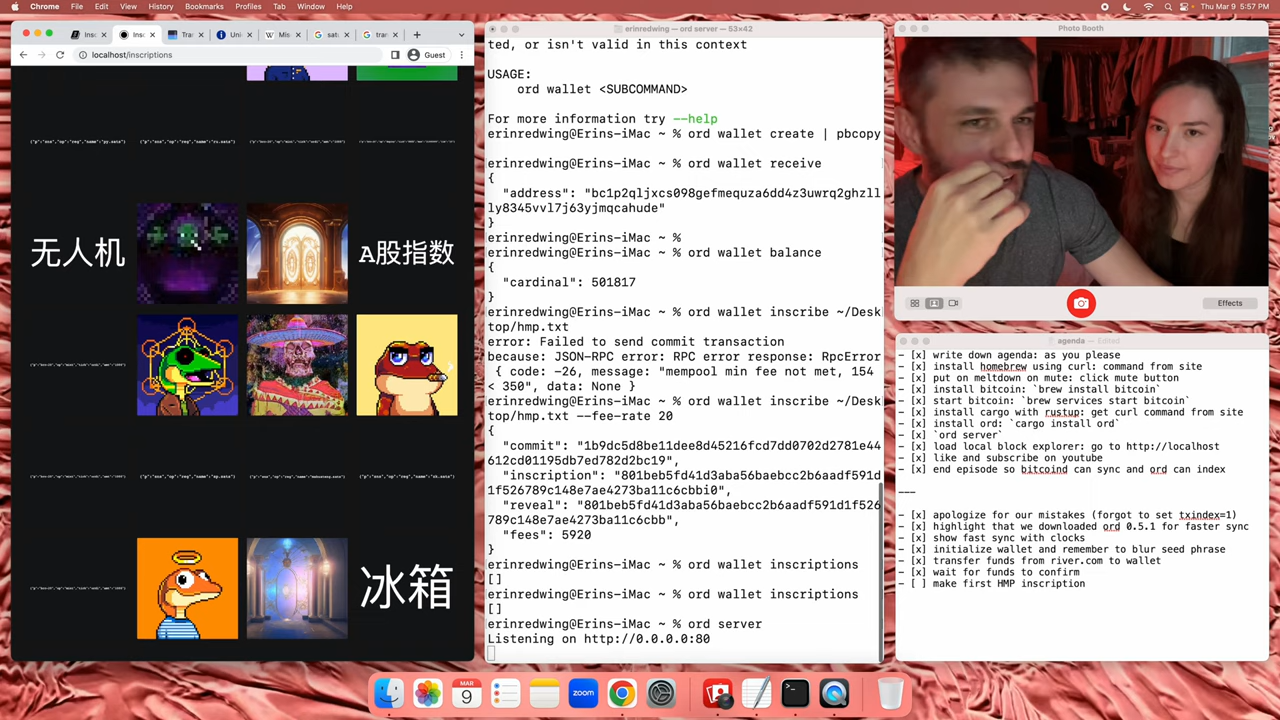 Chrome File Edit View History Bookmarks Profiles Tab Window Help
Thu Mar 9 5:57 PM
Guest
localhost/inscriptions
无人机
A股指数
冰箱
erinredwing — ord server — 53×42
ted, or isn't valid in this context
USAGE:
ord wallet <SUBCOMMAND>
For more information try --help
erinredwing@Erins-iMac ~ % ord wallet create | pbcopy
erinredwing@Erins-iMac ~ % ord wallet receive
{
"address": "bc1p2qljxcs098gefmequza6dd4z3uwrq2ghzll
ly8345vvl7j63yjmqcahude"
}
erinredwing@Erins-iMac ~ %
erinredwing@Erins-iMac ~ % ord wallet balance
{
"cardinal": 501817
}
erinredwing@Erins-iMac ~ % ord wallet inscribe ~/Desk
top/hmp.txt
error: Failed to send commit transaction
because: JSON-RPC error: RPC error response: RpcError
{ code: -26, message: "mempool min fee not met, 154
< 350", data: None }
erinredwing@Erins-iMac ~ % ord wallet inscribe ~/Desk
top/hmp.txt --fee-rate 20
{
"commit": "1b9dc5d8be11dee8d45216fcd7dd0702d2781e44
612cd01195db7ed782d2bc19",
"inscription": "801beb5fd41d3aba56baebcc2b6aadf591d
1f526789c148e7ae4273ba11c6cbbi0",
"reveal": "801beb5fd41d3aba56baebcc2b6aadf591d1f526
789c148e7ae4273ba11c6cbb",
"fees": 5920
}
erinredwing@Erins-iMac ~ % ord wallet inscriptions
[]
erinredwing@Erins-iMac ~ % ord wallet inscriptions
[]
erinredwing@Erins-iMac ~ % ord server
Listening on http://0.0.0.0:80
Photo Booth
Effects
agenda — Edited
- [x] write down agenda: as you please
- [x] install homebrew using curl: command from site
- [x] put on meltdown on mute: click mute button
- [x] install bitcoin: `brew install bitcoin`
- [x] start bitcoin: `brew services start bitcoin`
- [x] install cargo with rustup: get curl command from site
- [x] install ord: `cargo install ord`
- [x] `ord server`
- [x] load local block explorer: go to http://localhost
- [x] like and subscribe on youtube
- [x] end episode so bitcoind can sync and ord can index
---
- [x] apologize for our mistakes (forgot to set txindex=1)
- [x] highlight that we downloaded ord 0.5.1 for faster sync
- [x] show fast sync with clocks
- [x] initialize wallet and remember to blur seed phrase
- [x] transfer funds from river.com to wallet
- [x] wait for funds to confirm
- [ ] make first HMP inscription
MAR
9
zoom